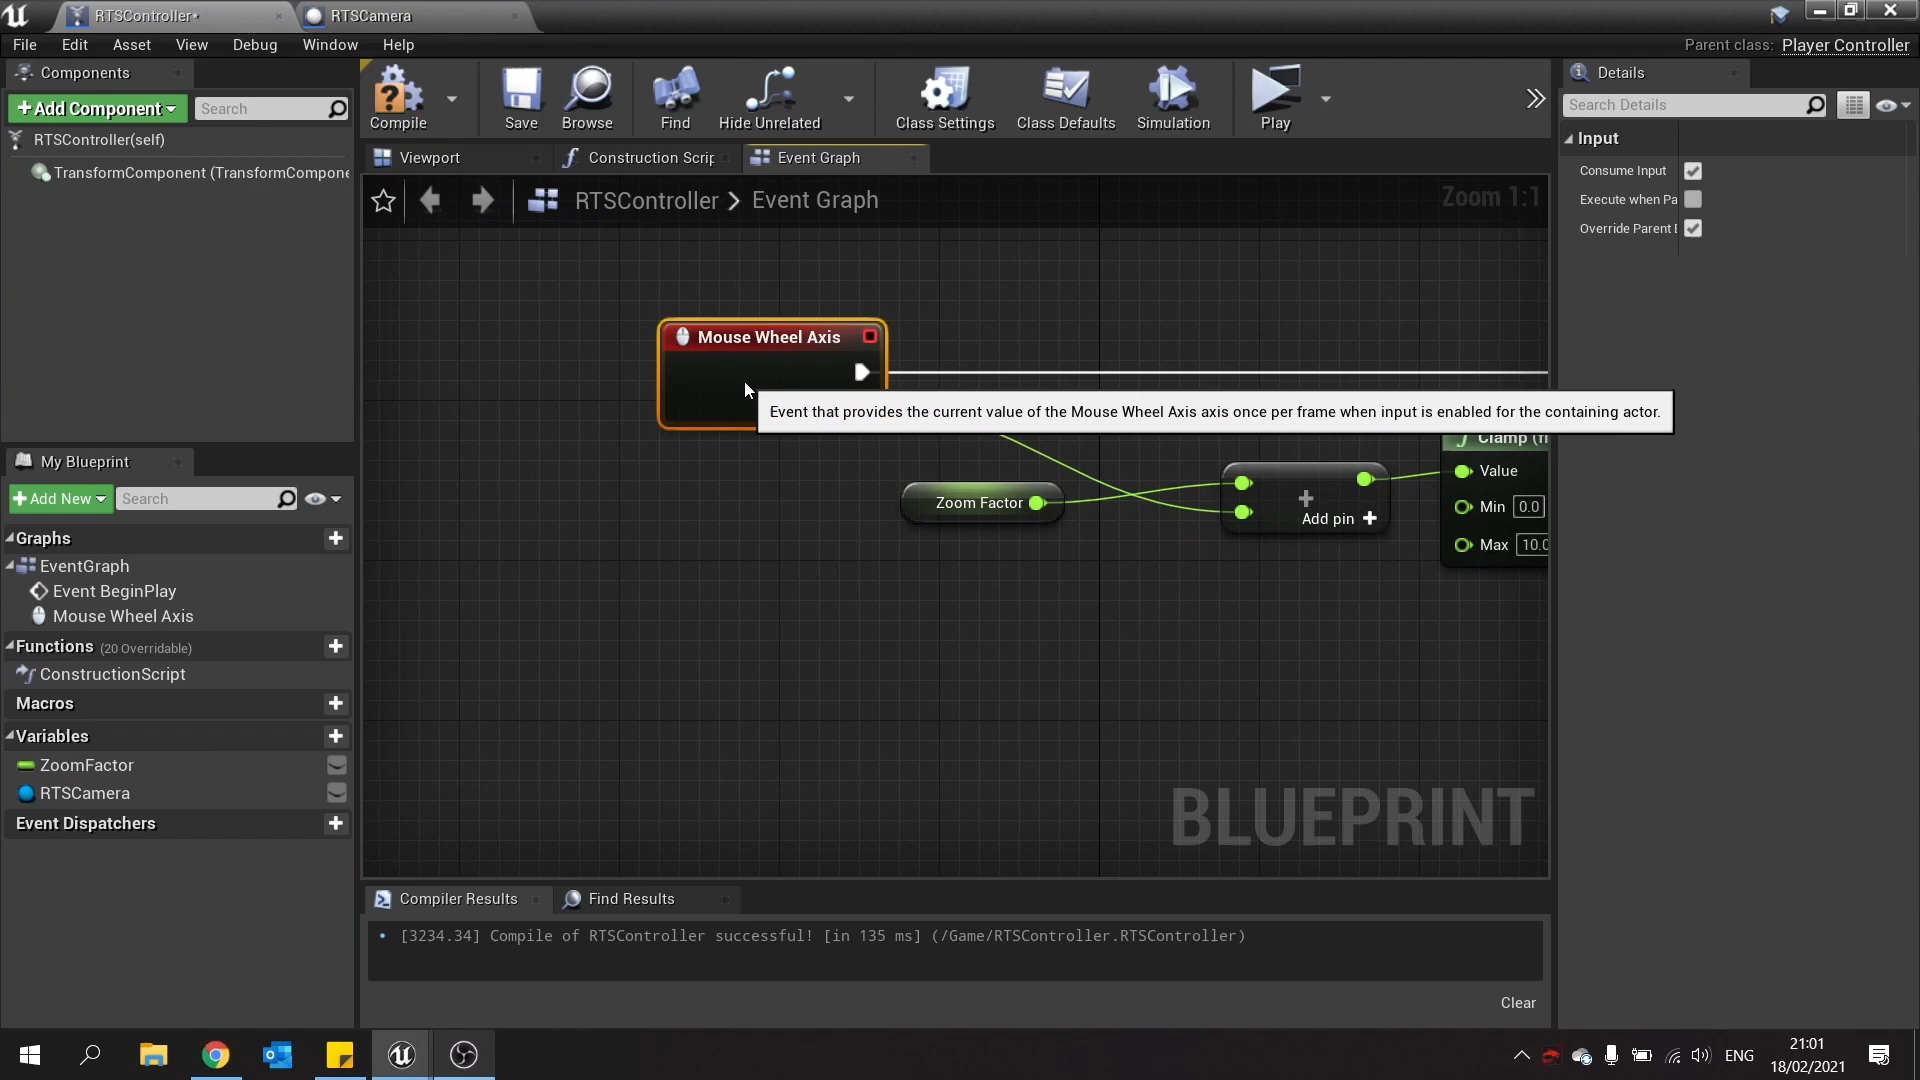 RTSController*
RTSCamera
File Edit Asset View Debug Window Help
Parent class: Player Controller
Components
Add Component
Search
RTSController(self)
TransformComponent (TransformCompone
Compile
Save
Browse
Find
Hide Unrelated
Class Settings
Class Defaults
Simulation
Play
Viewport
Construction Scrip
Event Graph
RTSController > Event Graph
Zoom 1:1
Mouse Wheel Axis
Event that provides the current value of the Mouse Wheel Axis axis once per frame when input is enabled for the containing actor.
Zoom Factor
Add pin
Clamp (fl
Value
Min 0.0
Max 10.0
BLUEPRINT
My Blueprint
Add New
Search
Graphs
EventGraph
Event BeginPlay
Mouse Wheel Axis
Functions (20 Overridable)
ConstructionScript
Macros
Variables
ZoomFactor
RTSCamera
Event Dispatchers
Compiler Results
Find Results
[3234.34] Compile of RTSController successful! [in 135 ms] (/Game/RTSController.RTSController)
Clear
Details
Search Details
Input
Consume Input
Execute when Pa
Override Parent
ENG
21:01
18/02/2021